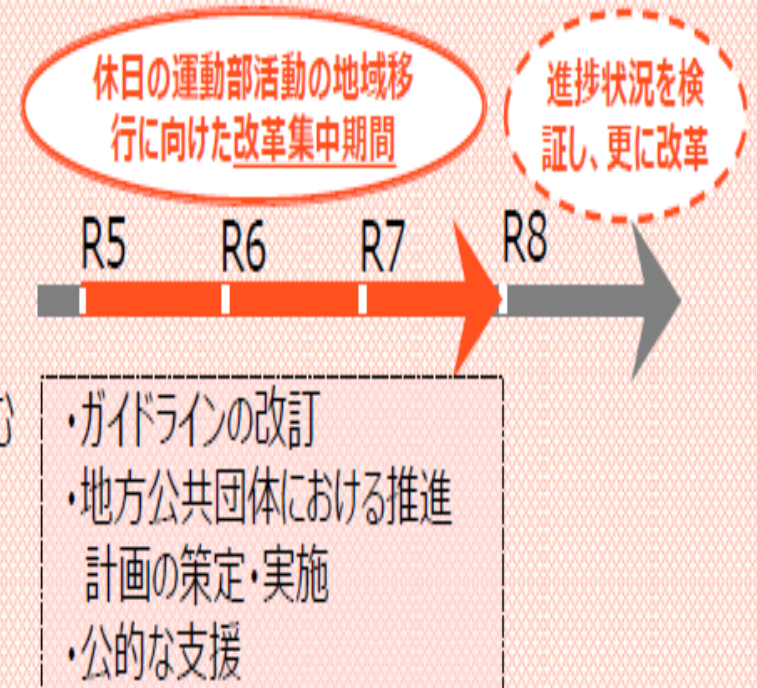 休日の運動部活動の地域移
行に向けた改革集中期間
進捗状況を検
証し、更に改革
R5
R6
R7
R8
む
・ガイドラインの改訂
・地方公共団体における推進
計画の策定・実施
・公的な支援